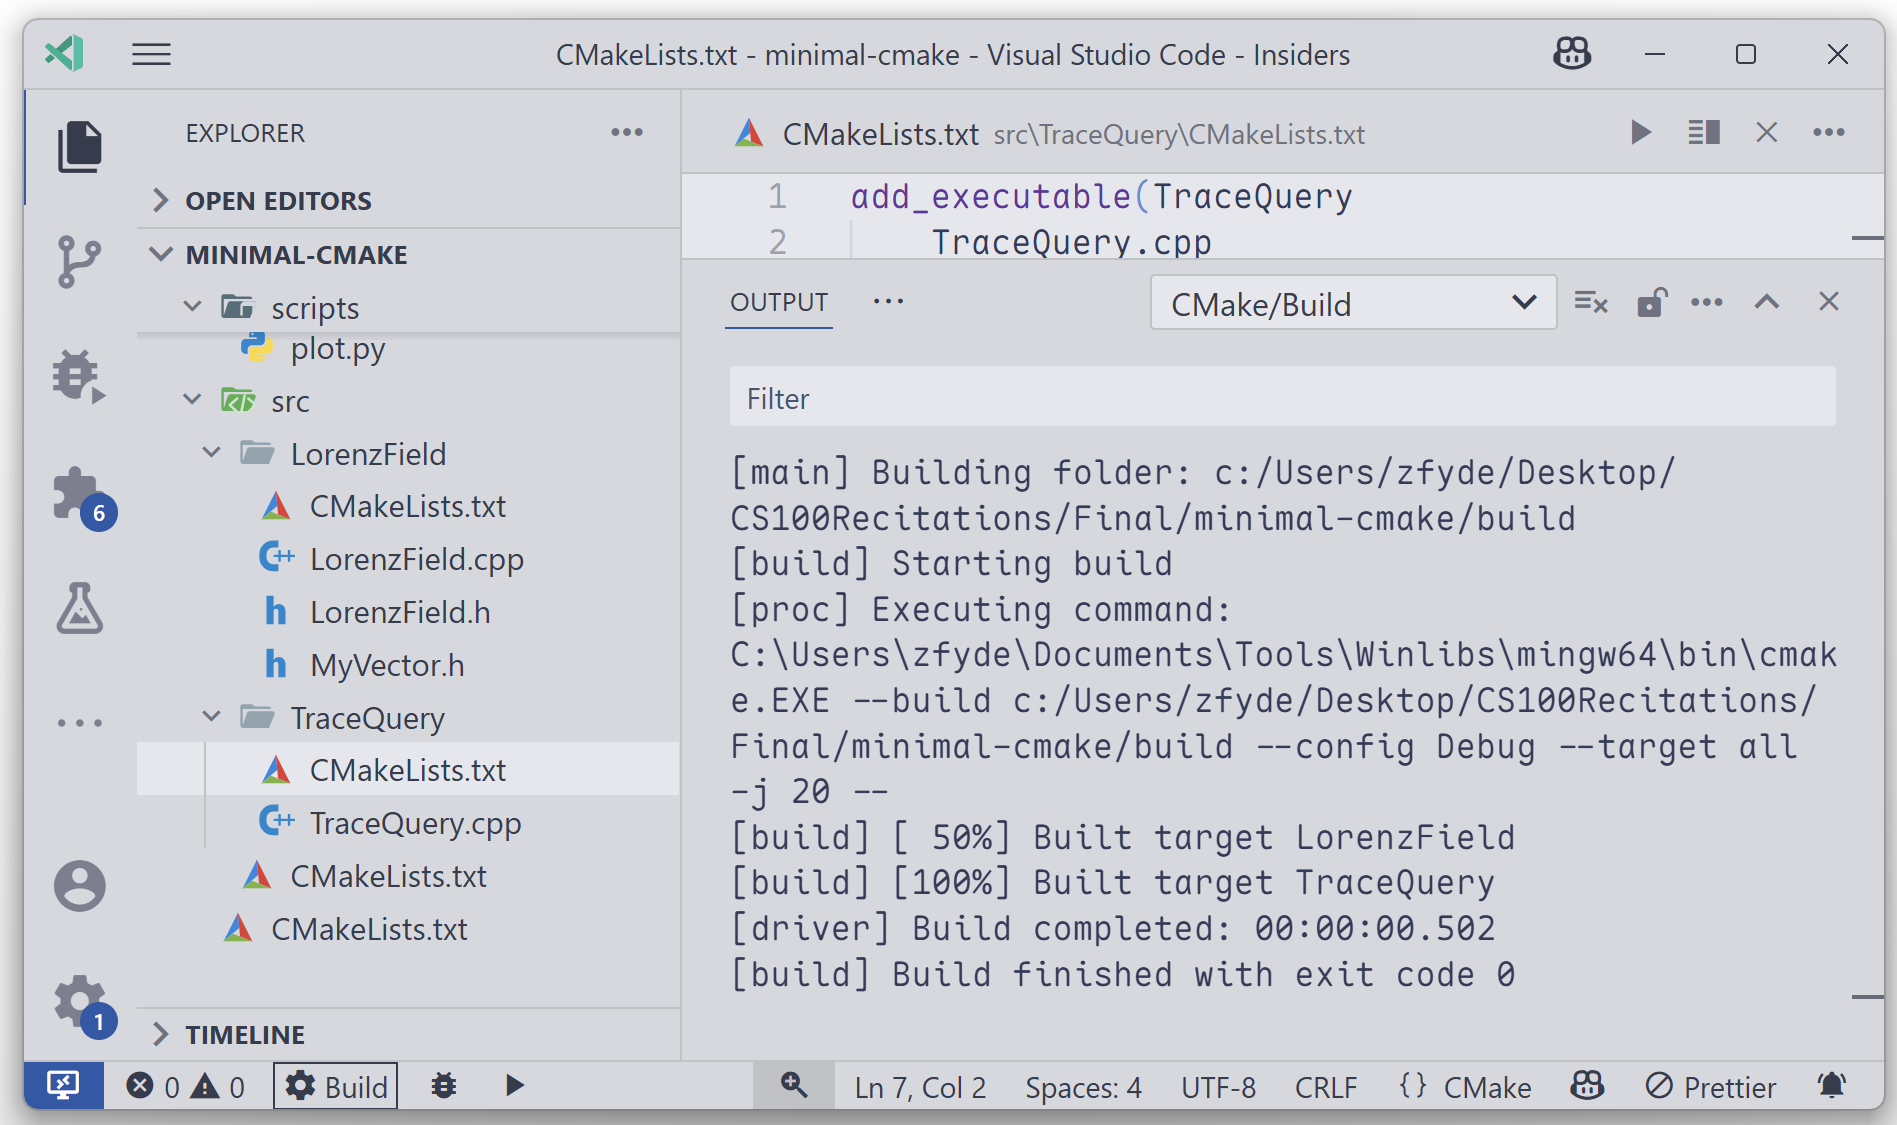 CMakeLists.txt - minimal-cmake - Visual Studio Code - Insiders
EXPLORER
OPEN EDITORS
MINIMAL-CMAKE
scripts
plot.py
src
LorenzField
CMakeLists.txt
LorenzField.cpp
LorenzField.h
MyVector.h
TraceQuery
CMakeLists.txt
TraceQuery.cpp
CMakeLists.txt
CMakeLists.txt
TIMELINE
6
1
CMakeLists.txt src\TraceQuery\CMakeLists.txt
1 add_executable(TraceQuery
2 TraceQuery.cpp
OUTPUT
CMake/Build
Filter
[main] Building folder: c:/Users/zfyde/Desktop/
CS100Recitations/Final/minimal-cmake/build
[build] Starting build
[proc] Executing command:
C:\Users\zfyde\Documents\Tools\Winlibs\mingw64\bin\cmak
e.EXE --build c:/Users/zfyde/Desktop/CS100Recitations/
Final/minimal-cmake/build --config Debug --target all
-j 20 --
[build] [ 50%] Built target LorenzField
[build] [100%] Built target TraceQuery
[driver] Build completed: 00:00:00.502
[build] Build finished with exit code 0
0 0 Build Ln 7, Col 2 Spaces: 4 UTF-8 CRLF {} CMake Prettier